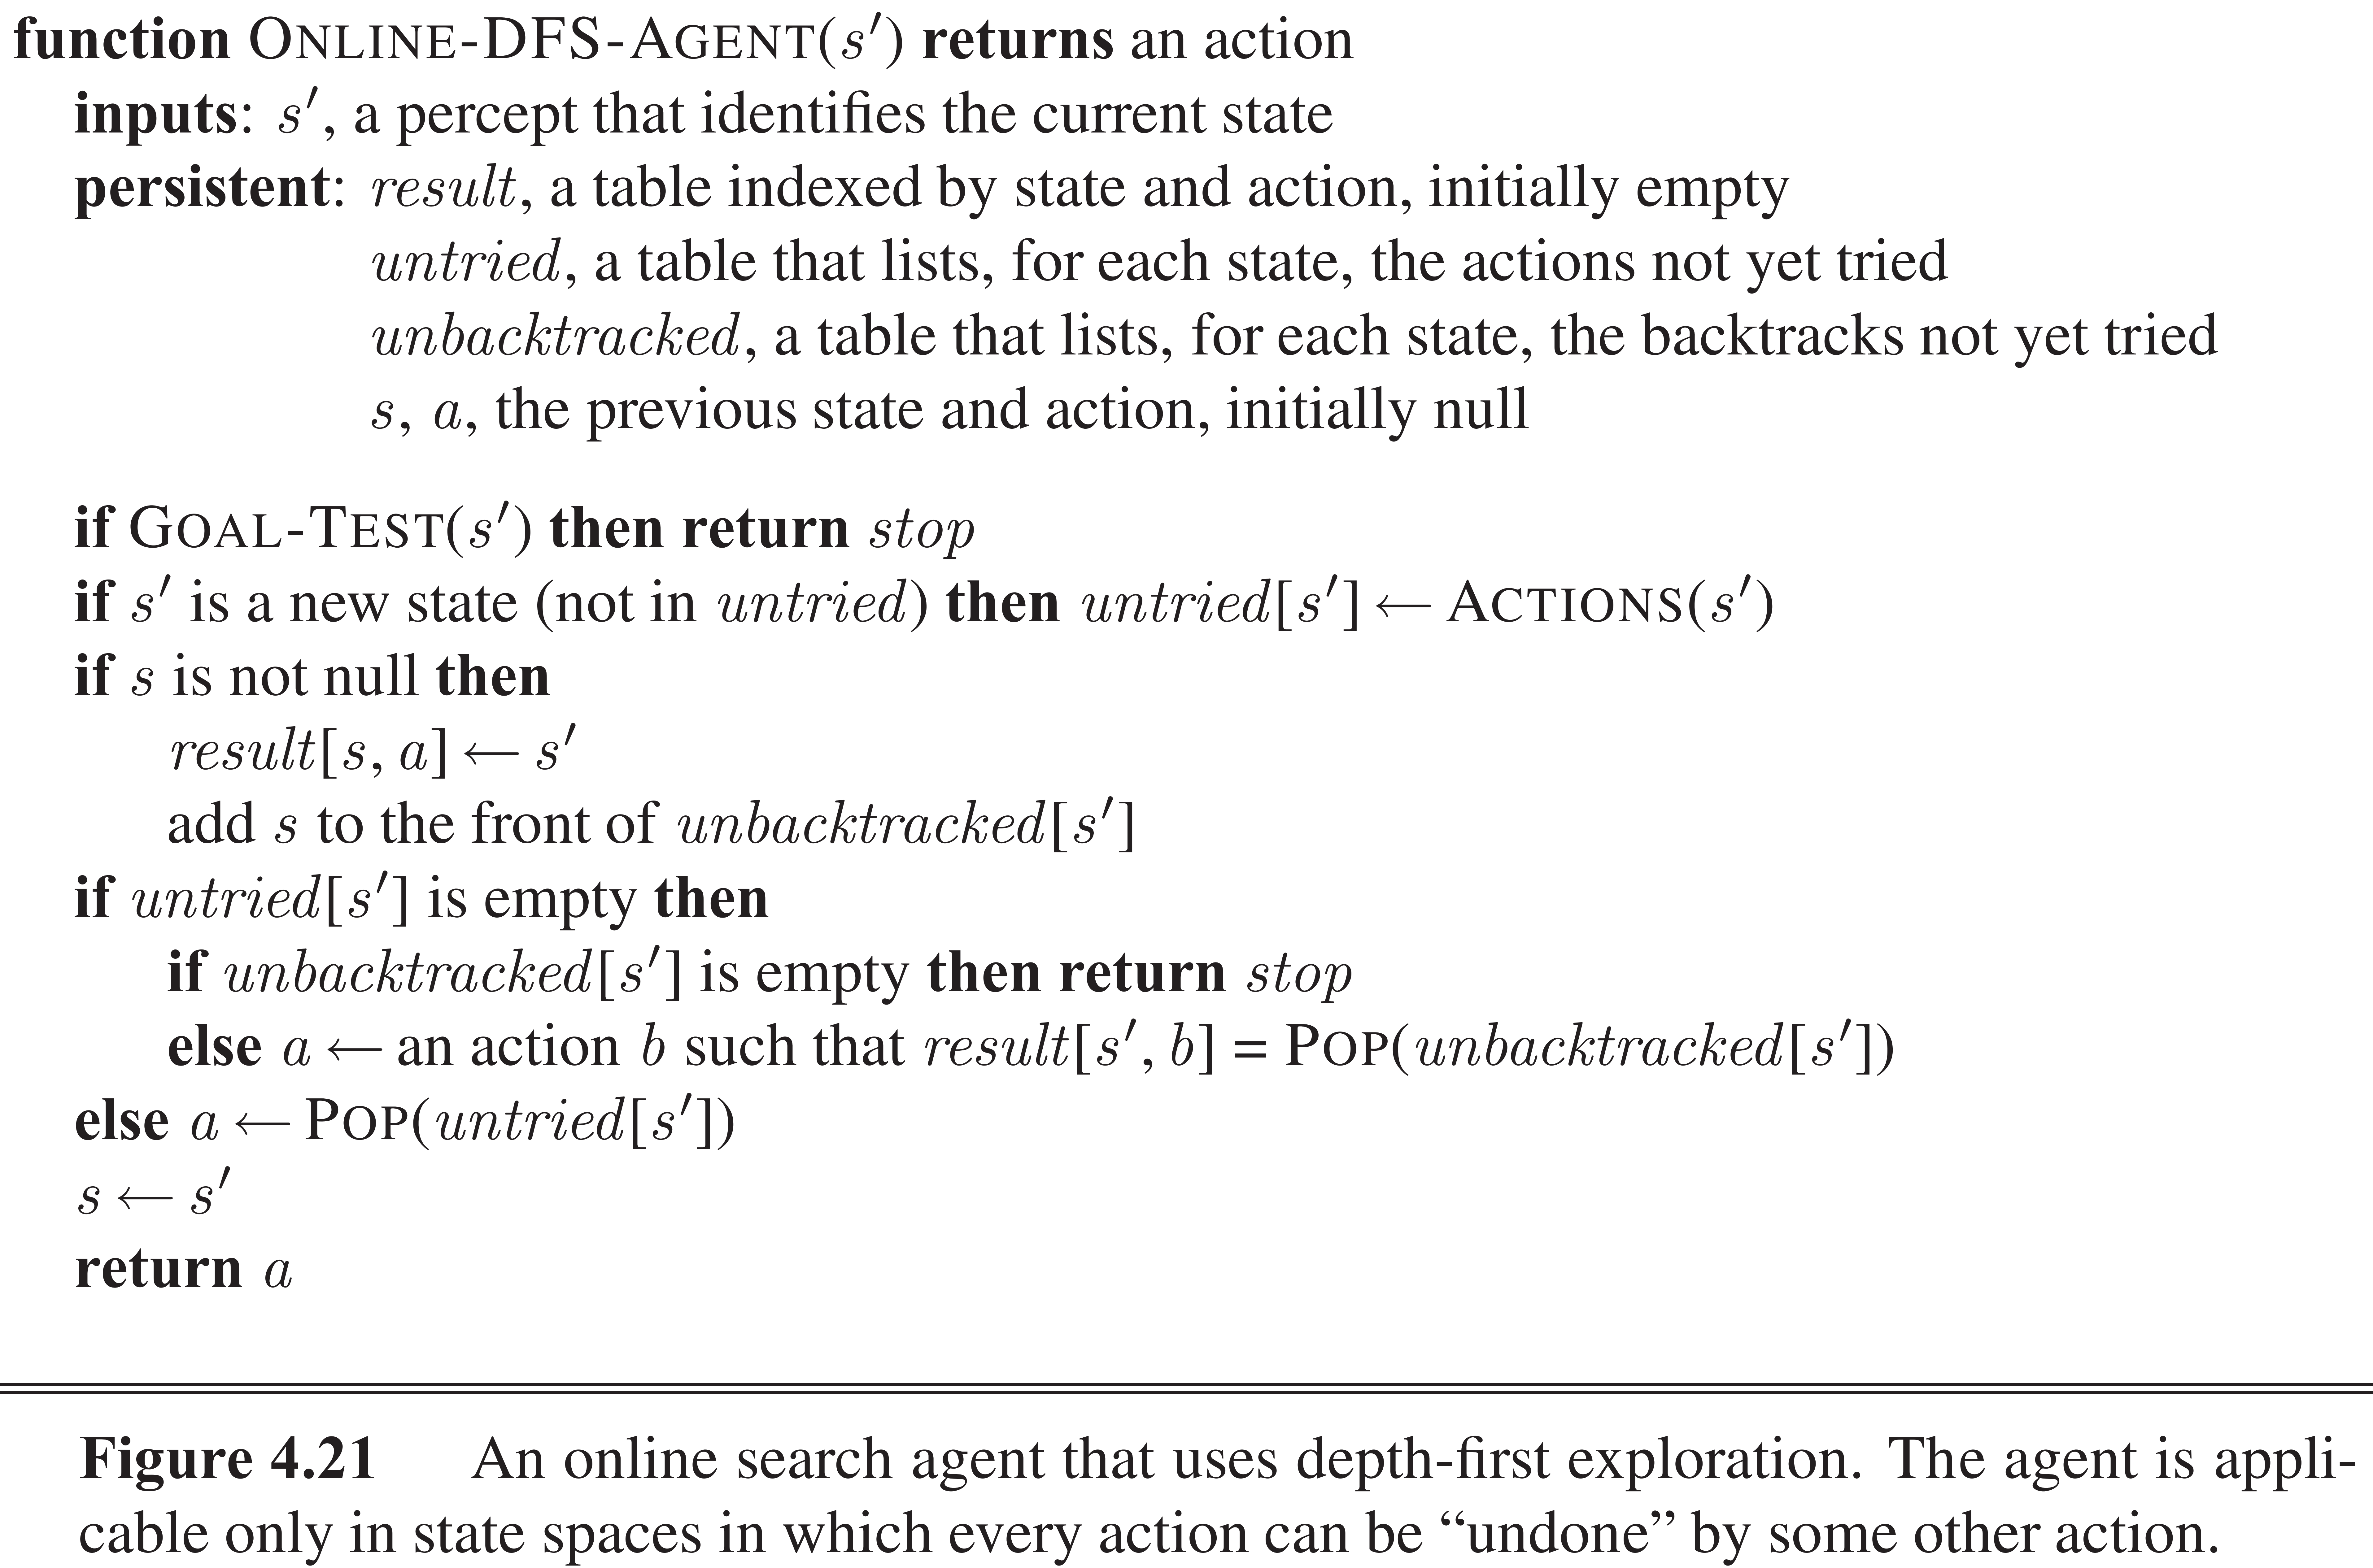 function ONLINE-DFS-AGENT(s′) returns an action
inputs: s′, a percept that identifies the current state
persistent: result, a table indexed by state and action, initially empty
untried, a table that lists, for each state, the actions not yet tried
unbacktracked, a table that lists, for each state, the backtracks not yet tried
s, a, the previous state and action, initially null
if GOAL-TEST(s′) then return stop
if s′ is a new state (not in untried) then untried[s′] ← ACTIONS(s′)
if s is not null then
result[s, a] ← s′
add s to the front of unbacktracked[s′]
if untried[s′] is empty then
if unbacktracked[s′] is empty then return stop
else a ← an action b such that result[s′, b] = POP(unbacktracked[s′])
else a ← POP(untried[s′])
s ← s′
return a
Figure 4.21 An online search agent that uses depth-first exploration. The agent is appli-
cable only in state spaces in which every action can be “undone” by some other action.